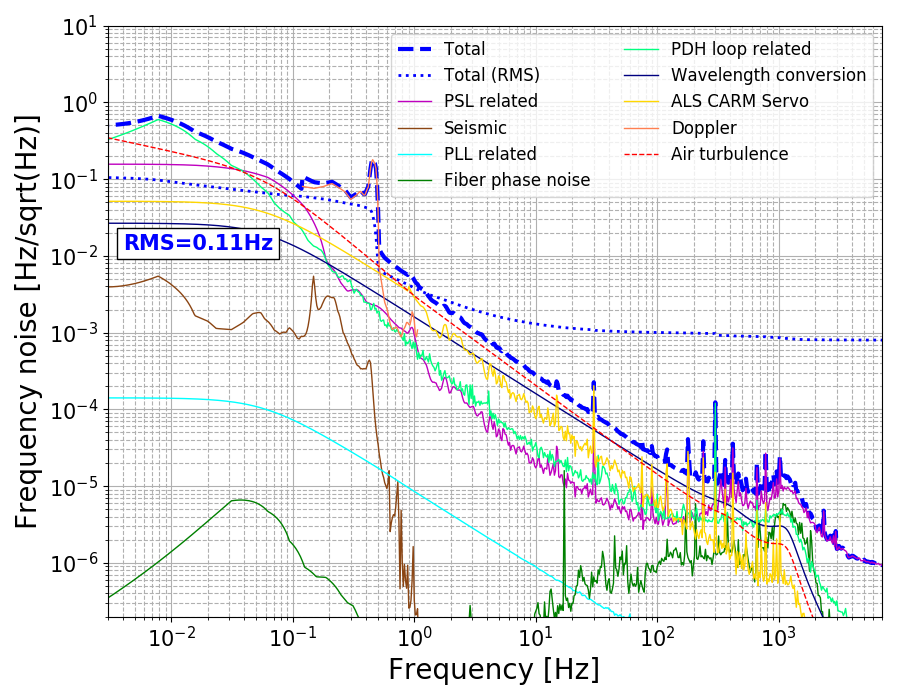 Frequency noise [Hz/sqrt(Hz)]
10^1
10^0
10^-1
10^-2
10^-3
10^-4
10^-5
10^-6
Total
Total (RMS)
PSL related
Seismic
PLL related
Fiber phase noise
PDH loop related
Wavelength conversion
ALS CARM Servo
Doppler
Air turbulence
RMS=0.11Hz
10^-2
10^-1
10^0
10^1
10^2
10^3
Frequency [Hz]